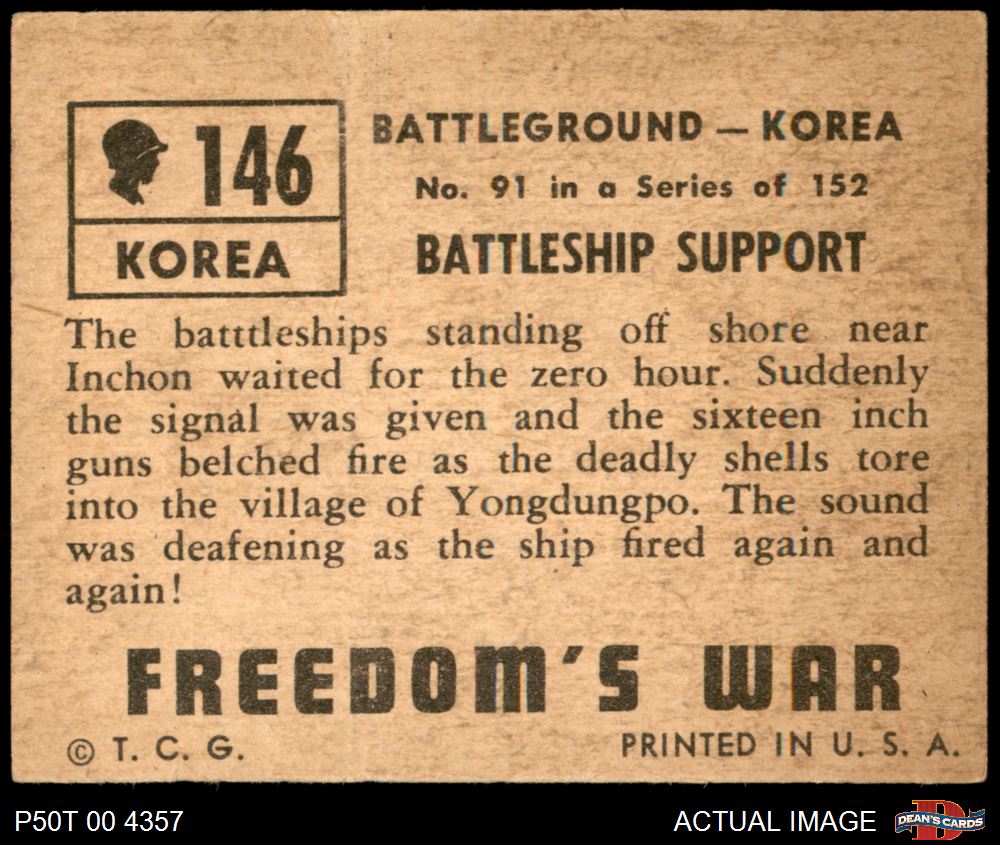 146
KOREA
BATTLEGROUND — KOREA
No. 91 in a Series of 152
BATTLESHIP SUPPORT
The batttleships standing off shore near
Inchon waited for the zero hour. Suddenly
the signal was given and the sixteen inch
guns belched fire as the deadly shells tore
into the village of Yongdungpo. The sound
was deafening as the ship fired again and
again!
FREEDOM'S WAR
© T. C. G.
PRINTED IN U. S. A.
P50T 00 4357
ACTUAL IMAGE
D
DEAN'S CARDS